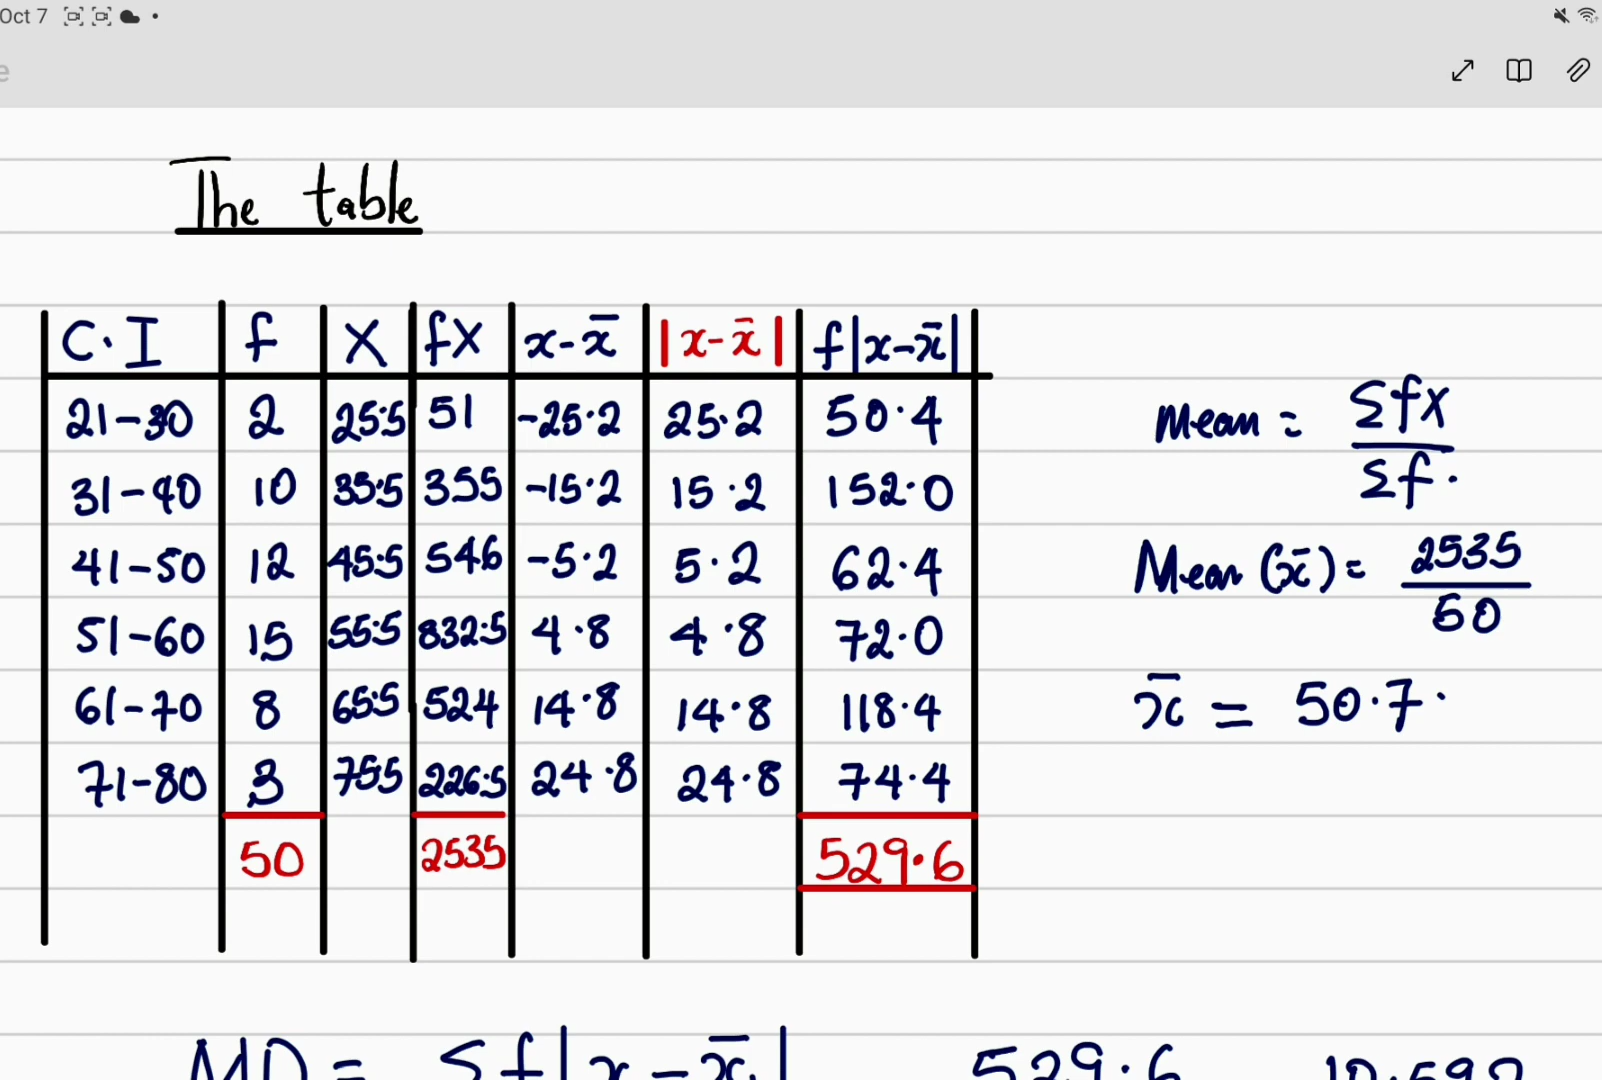 Oct 7
e
The table
C.I f X fX x-x̄ |x-x̄| f|x-x̄|
21-30 2 25.5 51 -25.2 25.2 50.4
31-40 10 35.5 355 -15.2 15.2 152.0
41-50 12 45.5 546 -5.2 5.2 62.4
51-60 15 55.5 832.5 4.8 4.8 72.0
61-70 8 65.5 524 14.8 14.8 118.4
71-80 3 75.5 226.5 24.8 24.8 74.4
50 2535 529.6
Mean = Σfx
Σf.
Mean (x̄) = 2535
50
x̄ = 50.7.
MD = Σf|x-x̄| 529.6 10.592